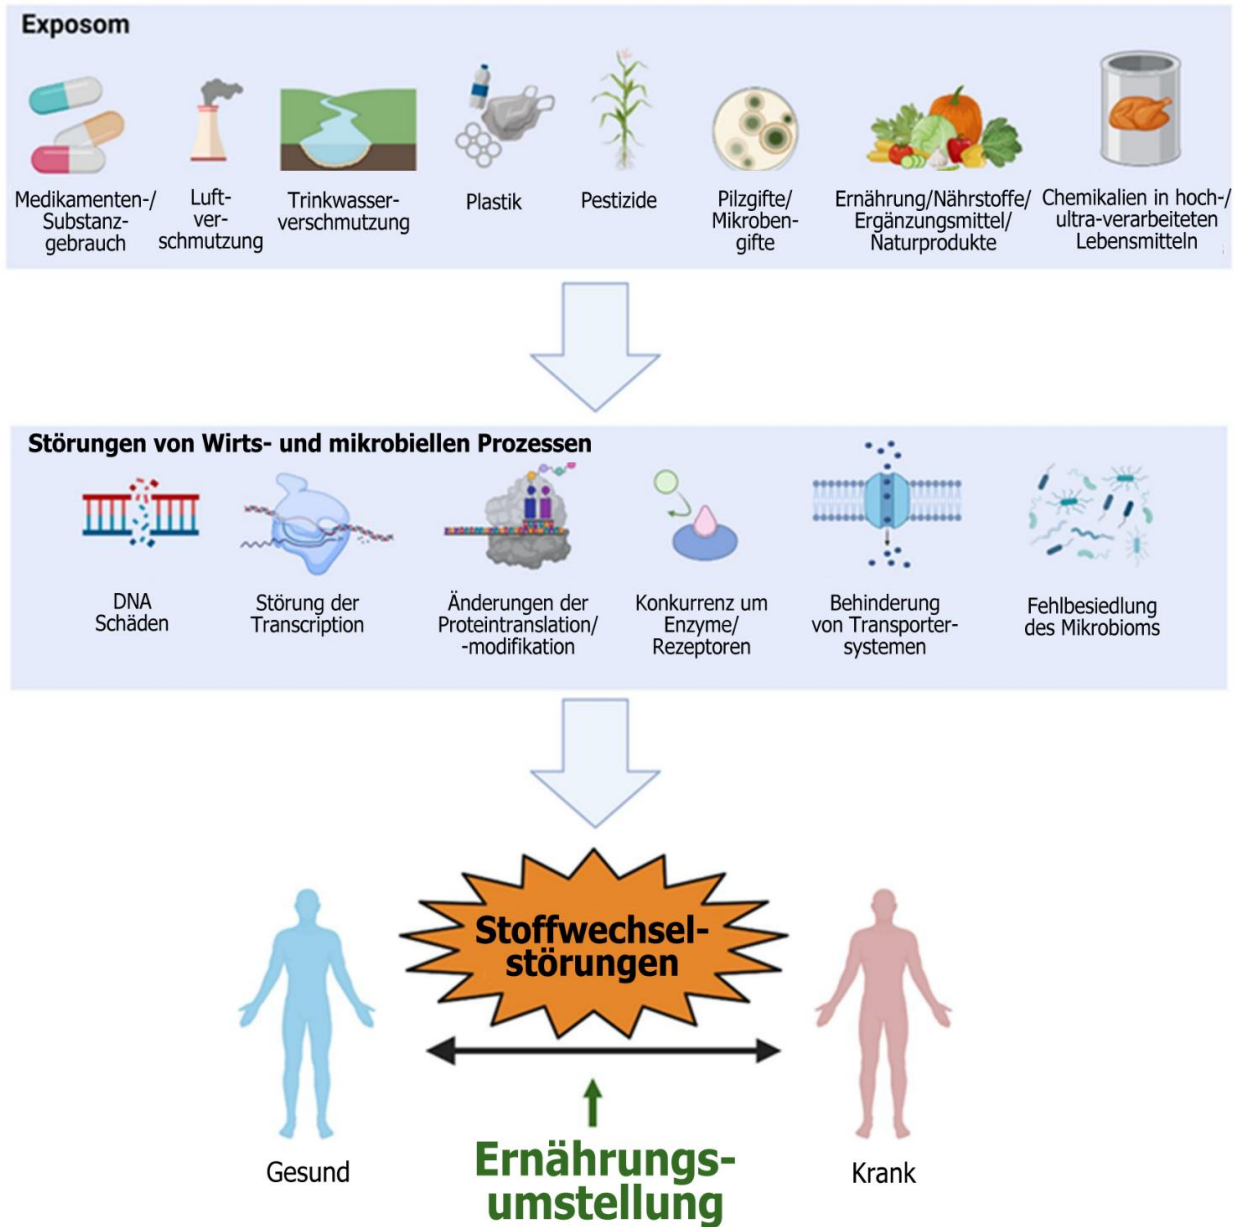 Exposom
Medikamenten-/
Substanz-
gebrauch
Luft-
ver-
schmutzung
Trinkwasser-
verschmutzung
Plastik
Pestizide
Pilzgifte/
Mikroben-
gifte
Ernährung/Nährstoffe/
Ergänzungsmittel/
Naturprodukte
Chemikalien in hoch-/
ultra-verarbeiteten
Lebensmitteln
Störungen von Wirts- und mikrobiellen Prozessen
DNA
Schäden
Störung der
Transcription
Änderungen der
Proteintranslation/
-modifikation
Konkurrenz um
Enzyme/
Rezeptoren
Behinderung
von Transporter-
systemen
Fehlbesiedlung
des Mikrobioms
Stoffwechsel-
störungen
Gesund
Ernährungs-
umstellung
Krank